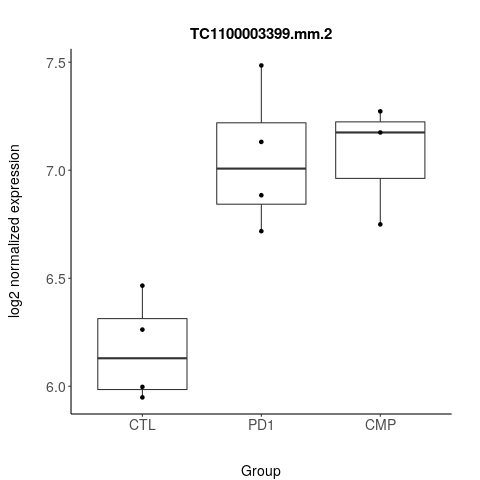 TC1100003399.mm.2
log2 normalized expression
7.5
7.0
6.5
6.0
CTL PD1 CMP
Group